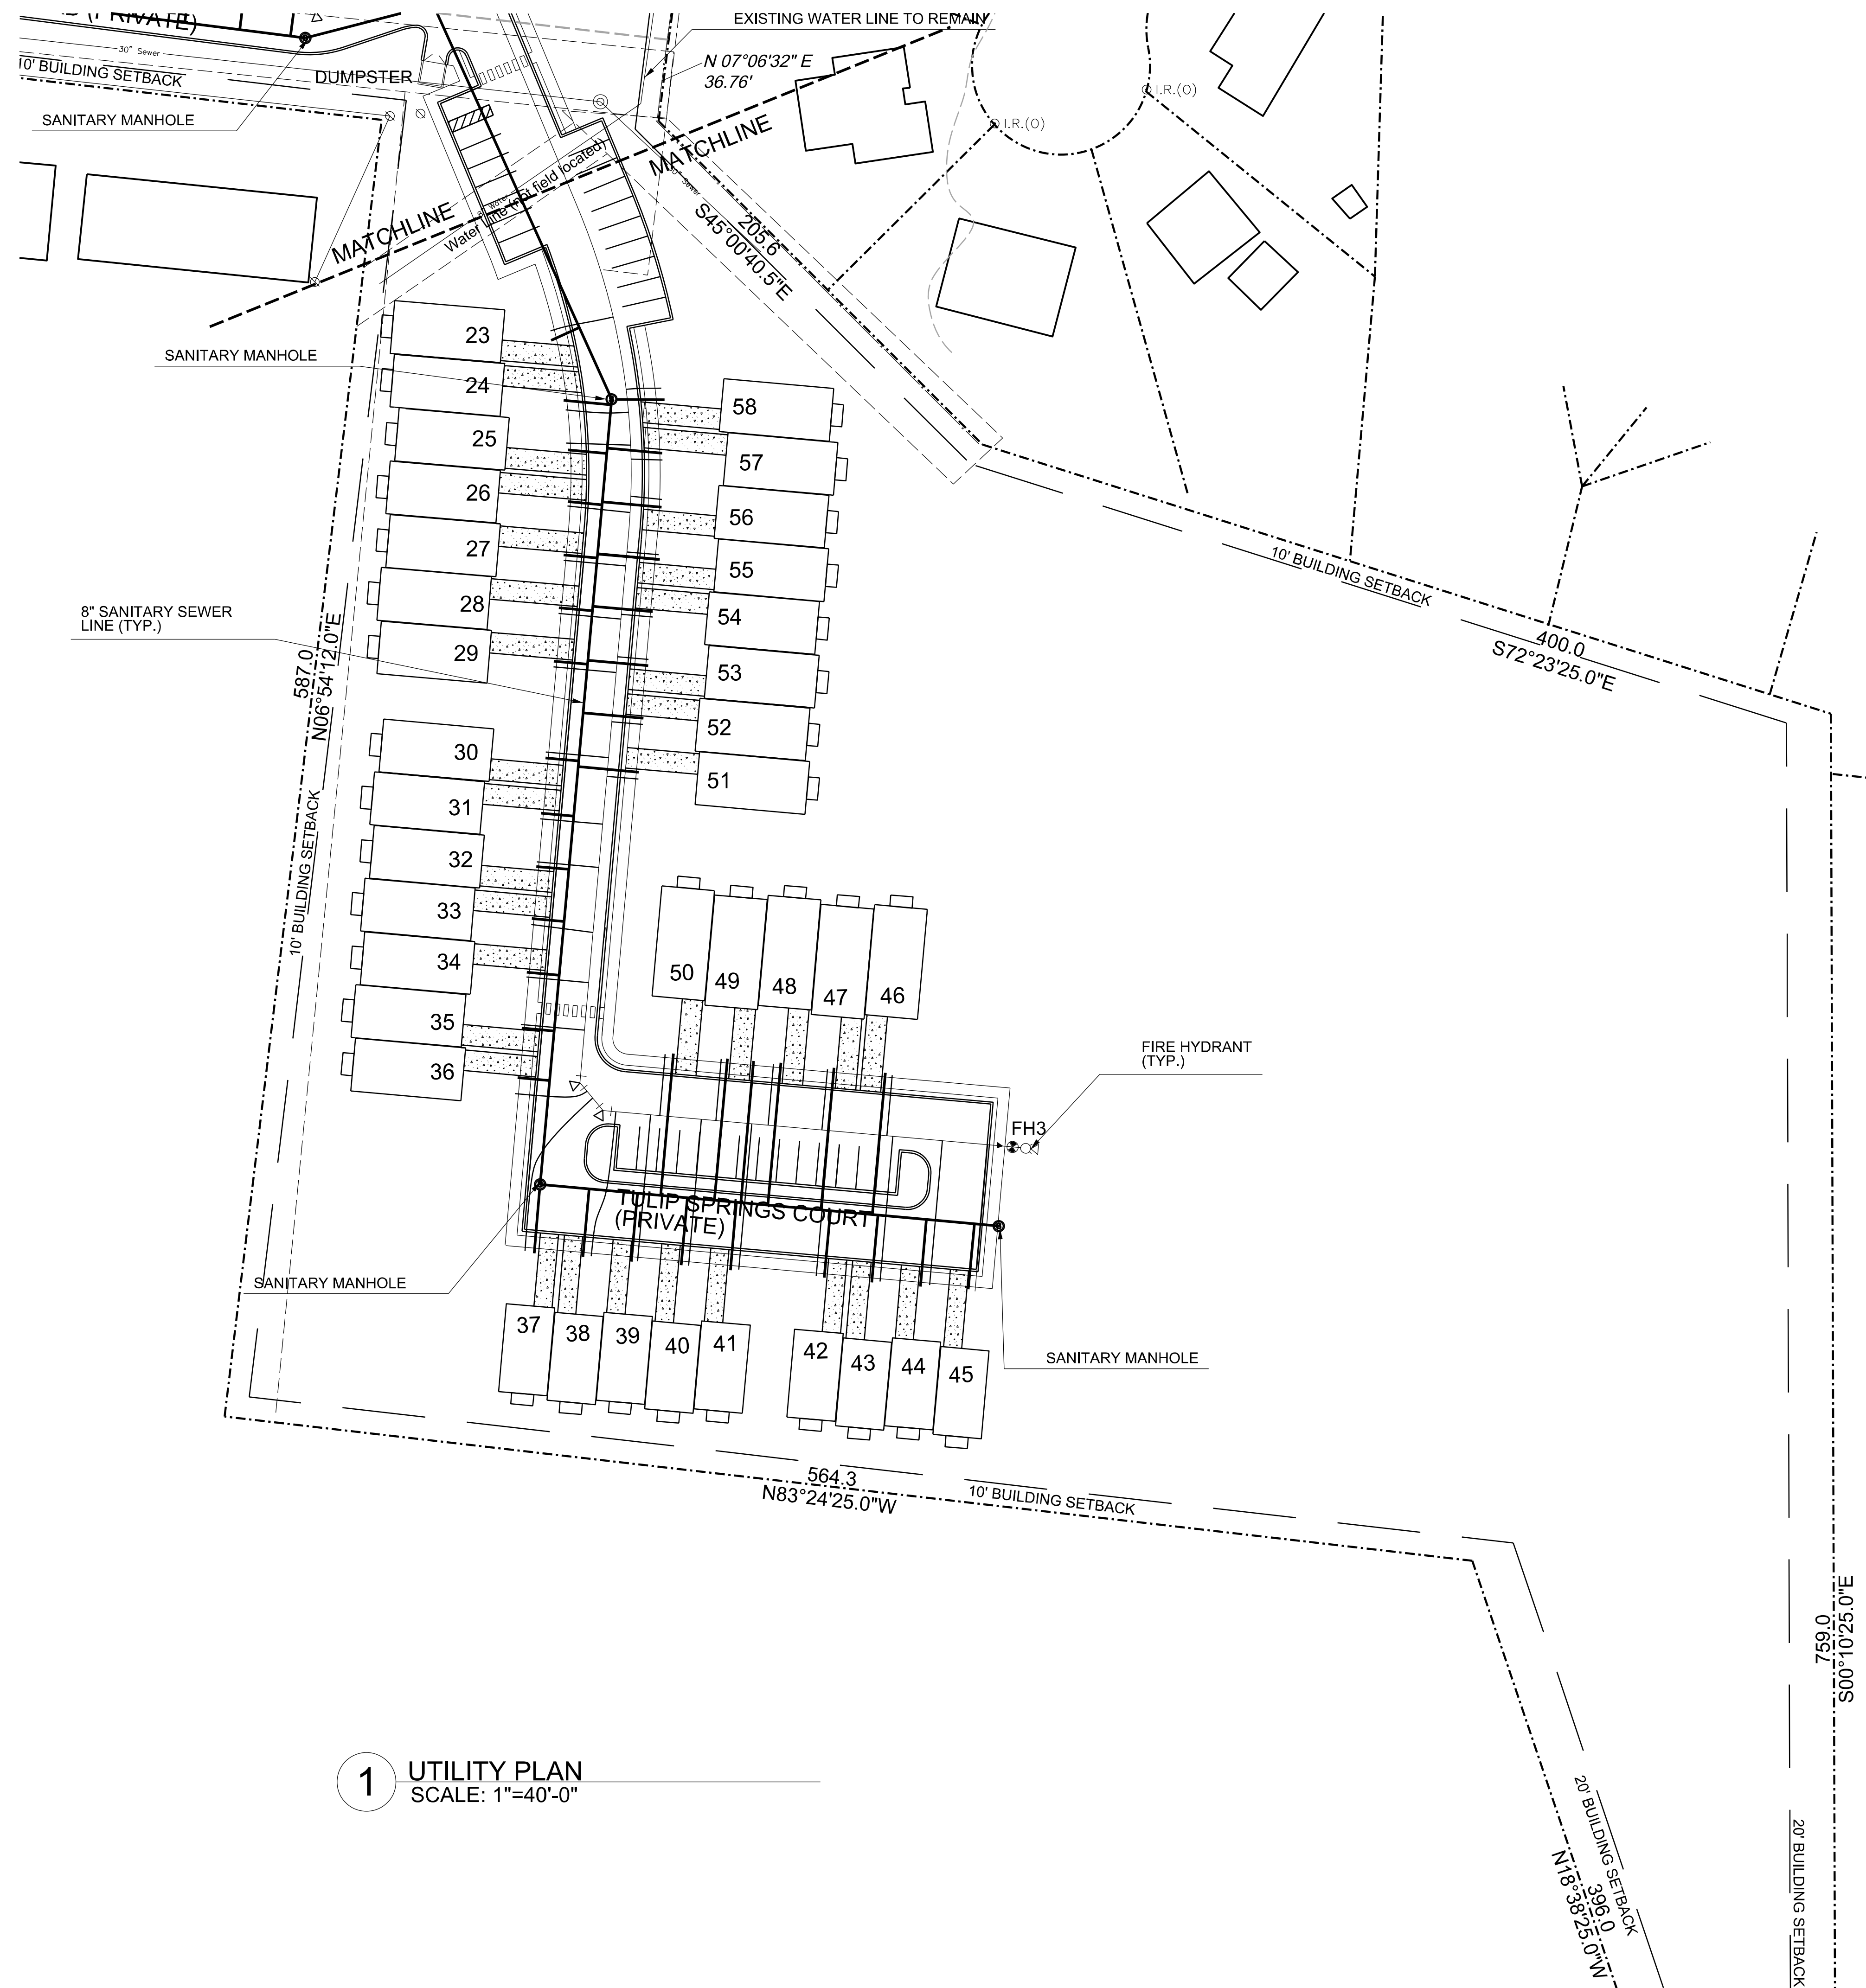 (PRIVATE)
EXISTING WATER LINE TO REMAIN
30" Sewer
10' BUILDING SETBACK
DUMPSTER
N 07°06'32" E
36.76'
I.R.(O)
SANITARY MANHOLE
I.R.(O)
MATCHLINE
MATCHLINE
Water Line (not field located)
Sewer
205.6
S45°00'40.5"E
23
SANITARY MANHOLE
24
58
25
57
26
56
27
55
10' BUILDING SETBACK
28
54
8" SANITARY SEWER
LINE (TYP.)
29
53
400.0
S72°23'25.0"E
587.0
N06°54'12.0"E
30
52
31
51
10' BUILDING SETBACK
32
33
34
50
49
48
47
46
35
36
FIRE HYDRANT
(TYP.)
FH3
TULIP SPRINGS COURT
(PRIVATE)
SANITARY MANHOLE
37
38
39
40
41
42
43
44
45
SANITARY MANHOLE
564.3
N83°24'25.0"W
10' BUILDING SETBACK
759.0
S00°10'25.0"E
1
UTILITY PLAN
SCALE: 1"=40'-0"
20' BUILDING SETBACK
396.0
N18°38'25.0"W
20' BUILDING SETBACK